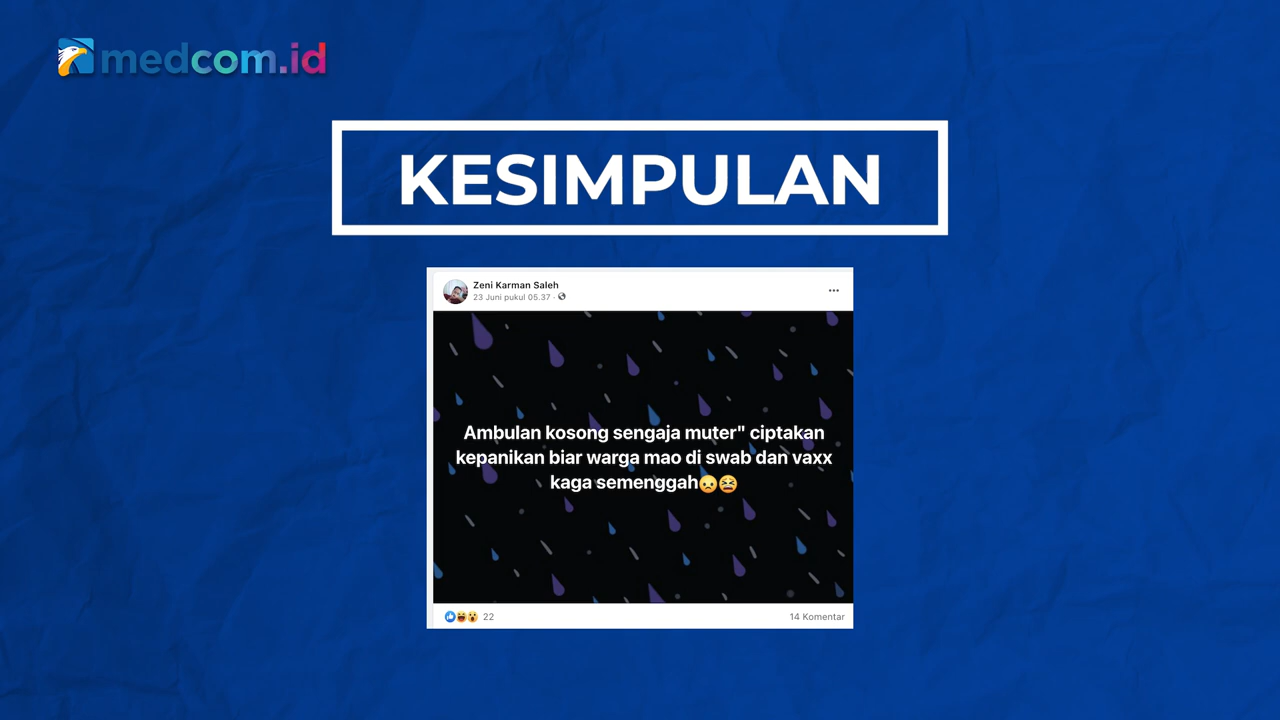 medcom.id
KESIMPULAN
Zeni Karman Saleh
23 Juni pukul 05.37 ·
Ambulan kosong sengaja muter" ciptakan
kepanikan biar warga mao di swab dan vaxx
kaga semenggah😟😫
22
14 Komentar